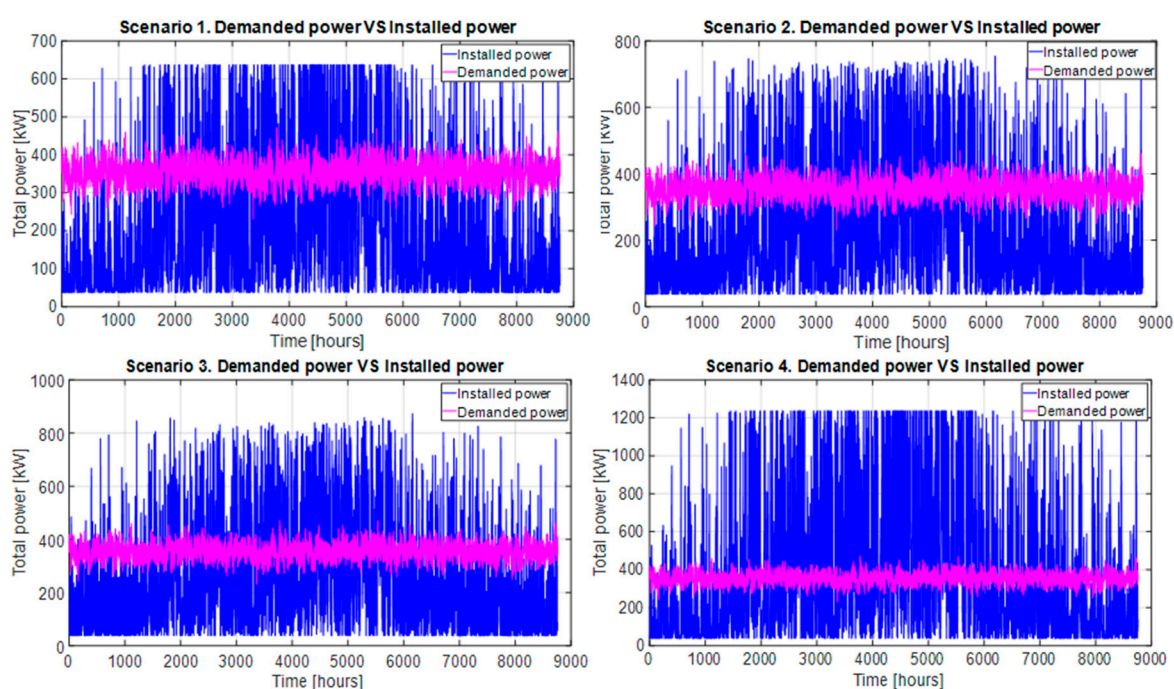 Scenario 1. Demanded power VS Installed power
700
600
500
400
300
200
100
0
Total power [kW]
Installed power
Demanded power
0 1000 2000 3000 4000 5000 6000 7000 8000 9000
Time [hours]
Scenario 2. Demanded power VS Installed power
800
600
400
200
0
Total power [kW]
Installed power
Demanded power
0 1000 2000 3000 4000 5000 6000 7000 8000 9000
Time [hours]
Scenario 3. Demanded power VS Installed power
1000
800
600
400
200
0
Total power [kW]
Installed power
Demanded power
0 1000 2000 3000 4000 5000 6000 7000 8000 9000
Time [hours]
Scenario 4. Demanded power VS Installed power
1400
1200
1000
800
600
400
200
0
Total power [kW]
Installed power
Demanded power
0 1000 2000 3000 4000 5000 6000 7000 8000 9000
Time [hours]